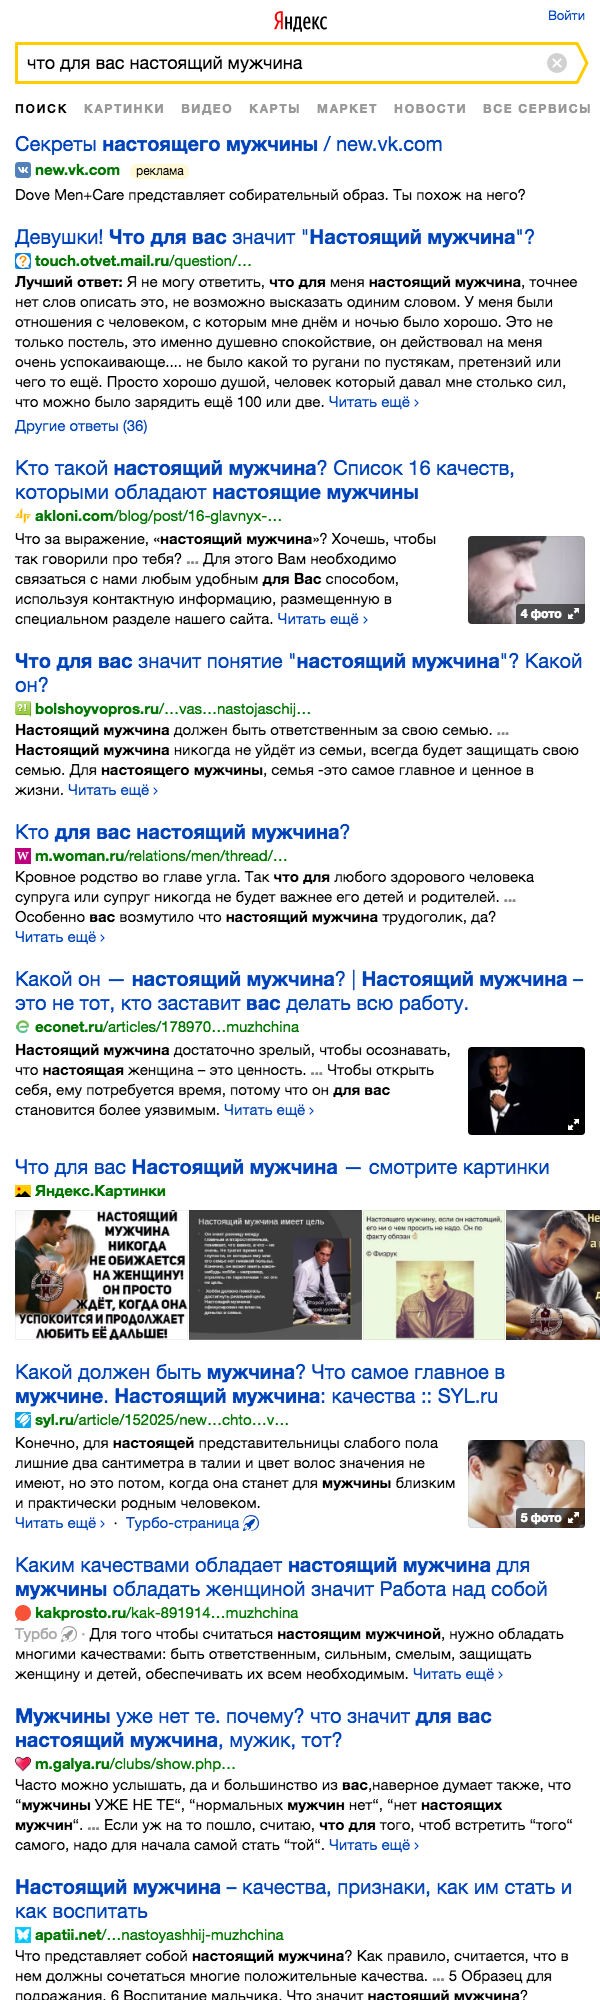 Яндекс
Войти
что для вас настоящий мужчина
ПОИСК КАРТИНКИ ВИДЕО КАРТЫ МАРКЕТ НОВОСТИ ВСЕ СЕРВИСЫ
Секреты настоящего мужчины / new.vk.com
new.vk.com реклама
Dove Men+Care представляет собирательный образ. Ты похож на него?
Девушки! Что для вас значит "Настоящий мужчина"?
touch.otvet.mail.ru/question/…
Лучший ответ: Я не могу ответить, что для меня настоящий мужчина, точнее
нет слов описать это, не возможно высказать одиним словом. У меня были
отношения с человеком, с которым мне днём и ночью было хорошо. Это не
только постель, это именно душевно спокойствие, он действовал на меня
очень успокаивающе.... не было какой то ругани по пустякам, претензий или
чего то ещё. Просто хорошо душой, человек который давал мне столько сил,
что можно было зарядить ещё 100 или две. Читать ещё ›
Другие ответы (36)
Кто такой настоящий мужчина? Список 16 качеств,
которыми обладают настоящие мужчины
akloni.com/blog/post/16-glavnyx-…
Что за выражение, «настоящий мужчина»? Хочешь, чтобы
так говорили про тебя? ... Для этого Вам необходимо
связаться с нами любым удобным для Вас способом,
используя контактную информацию, размещенную в
специальном разделе нашего сайта. Читать ещё ›
4 фото
Что для вас значит понятие "настоящий мужчина"? Какой
он?
bolshoyvopros.ru/…vas…nastojaschij…
Настоящий мужчина должен быть ответственным за свою семью. ...
Настоящий мужчина никогда не уйдёт из семьи, всегда будет защищать свою
семью. Для настоящего мужчины, семья -это самое главное и ценное в
жизни. Читать ещё ›
Кто для вас настоящий мужчина?
m.woman.ru/relations/men/thread/…
Кровное родство во главе угла. Так что для любого здорового человека
супруга или супруг никогда не будет важнее его детей и родителей. ...
Особенно вас возмутило что настоящий мужчина трудоголик, да?
Читать ещё ›
Какой он — настоящий мужчина? | Настоящий мужчина –
это не тот, кто заставит вас делать всю работу.
econet.ru/articles/178970…muzhchina
Настоящий мужчина достаточно зрелый, чтобы осознавать,
что настоящая женщина – это ценность. ... Чтобы открыть
себя, ему потребуется время, потому что он для вас
становится более уязвимым. Читать ещё ›
Что для вас Настоящий мужчина — смотрите картинки
Яндекс.Картинки
НАСТОЯЩИЙ
МУЖЧИНА
НИКОГДА
НЕ ОБИЖАЕТСЯ
НА ЖЕНЩИНУ!
ОН ПРОСТО
ЖДЁТ, КОГДА ОНА
УСПОКОИТСЯ И ПРОДОЛЖАЕТ
ЛЮБИТЬ ЕЁ ДАЛЬШЕ!
Настоящий мужчина имеет цель
Настоящего мужчину, если он настоящий,
его ни о чем просить не надо. Он по
факту обязан
© Физрук
Какой должен быть мужчина? Что самое главное в
мужчине. Настоящий мужчина: качества :: SYL.ru
syl.ru/article/152025/new…chto…v…
Конечно, для настоящей представительницы слабого пола
лишние два сантиметра в талии и цвет волос значения не
имеют, но это потом, когда она станет для мужчины близким
и практически родным человеком.
Читать ещё › · Турбо-страница
5 фото
Каким качествами обладает настоящий мужчина для
мужчины обладать женщиной значит Работа над собой
kakprosto.ru/kak-891914…muzhchina
Турбо · Для того чтобы считаться настоящим мужчиной, нужно обладать
многими качествами: быть ответственным, сильным, смелым, защищать
женщину и детей, обеспечивать их всем необходимым. Читать ещё ›
Мужчины уже нет те. почему? что значит для вас
настоящий мужчина, мужик, тот?
m.galya.ru/clubs/show.php…
Часто можно услышать, да и большинство из вас,наверное думает также, что
“мужчины УЖЕ НЕ ТЕ“, “нормальных мужчин нет“, “нет настоящих
мужчин“. ... Если уж на то пошло, считаю, что для того, чтоб встретить “того“
самого, надо для начала самой стать “той“. Читать ещё ›
Настоящий мужчина – качества, признаки, как им стать и
как воспитать
apatii.net/…nastoyashhij-muzhchina
Что представляет собой настоящий мужчина? Как правило, считается, что в
нем должны сочетаться многие положительные качества. ... 5 Образец для
подражания. 6 Воспитание мальчика. Что значит настоящий мужчина?